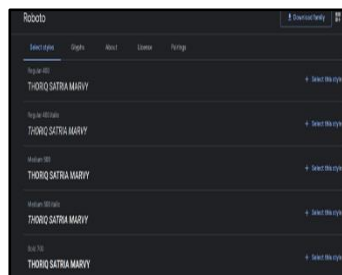 Roboto
Download family
Select styles
Glyphs
About
License
Pairings
Regular 400
THORIQ SATRIA MARVY
+ Select this style
Regular 400 italic
THORIQ SATRIA MARVY
+ Select this style
Medium 500
THORIQ SATRIA MARVY
+ Select this style
Medium 500 italic
THORIQ SATRIA MARVY
+ Select this style
Bold 700
THORIQ SATRIA MARVY
+ Select this style